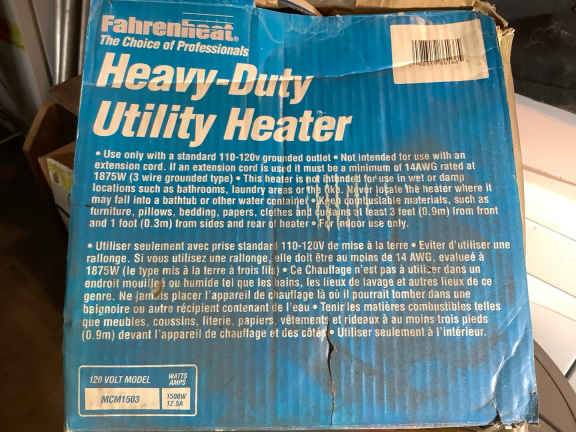 Fahrenheat®
The Choice of Professionals
Heavy-Duty
Utility Heater
• Use only with a standard 110-120v grounded outlet • Not intended for use with an
extension cord. If an extension cord is used it must be a minimum of 14AWG rated at
1875W (3 wire grounded type) • This heater is not intended for use in wet or damp
locations such as bathrooms, laundry areas or the like. Never locate the heater where it
may fall into a bathtub or other water container • Keep combustable materials, such as
furniture, pillows, bedding, papers, clothes and curtains at least 3 feet (0.9m) from front
and 1 foot (0.3m) from sides and rear of heater • For indoor use only.
• Utiliser seulement avec prise standard 110-120V de mise à la terre • Eviter d'utiliser une
rallonge. Si vous utilisez une rallonge, elle doit être au moins de 14 AWG, evalueé à
1875W (le type mis à la terre à trois fils) • Ce Chauffage n'est pas à utiliser dans un
endroit mouillé ou humide tel que les bains, les lieux de lavage et autres lieux de ce
genre. Ne jamais placer l'appareil de chauffage là où il pourrait tomber dans une
baignoire ou autre récipient contenant de l'eau • Tenir les matières combustibles telles
que meubles, coussins, literie, papiers, vêtements et rideaux à au moins trois pieds
(0.9m) devant l'appareil de chauffage et des côtés • Utiliser seulement à l'intérieur.
120 VOLT MODEL WATTS
AMPS
MCM1503 1500W
12.5A